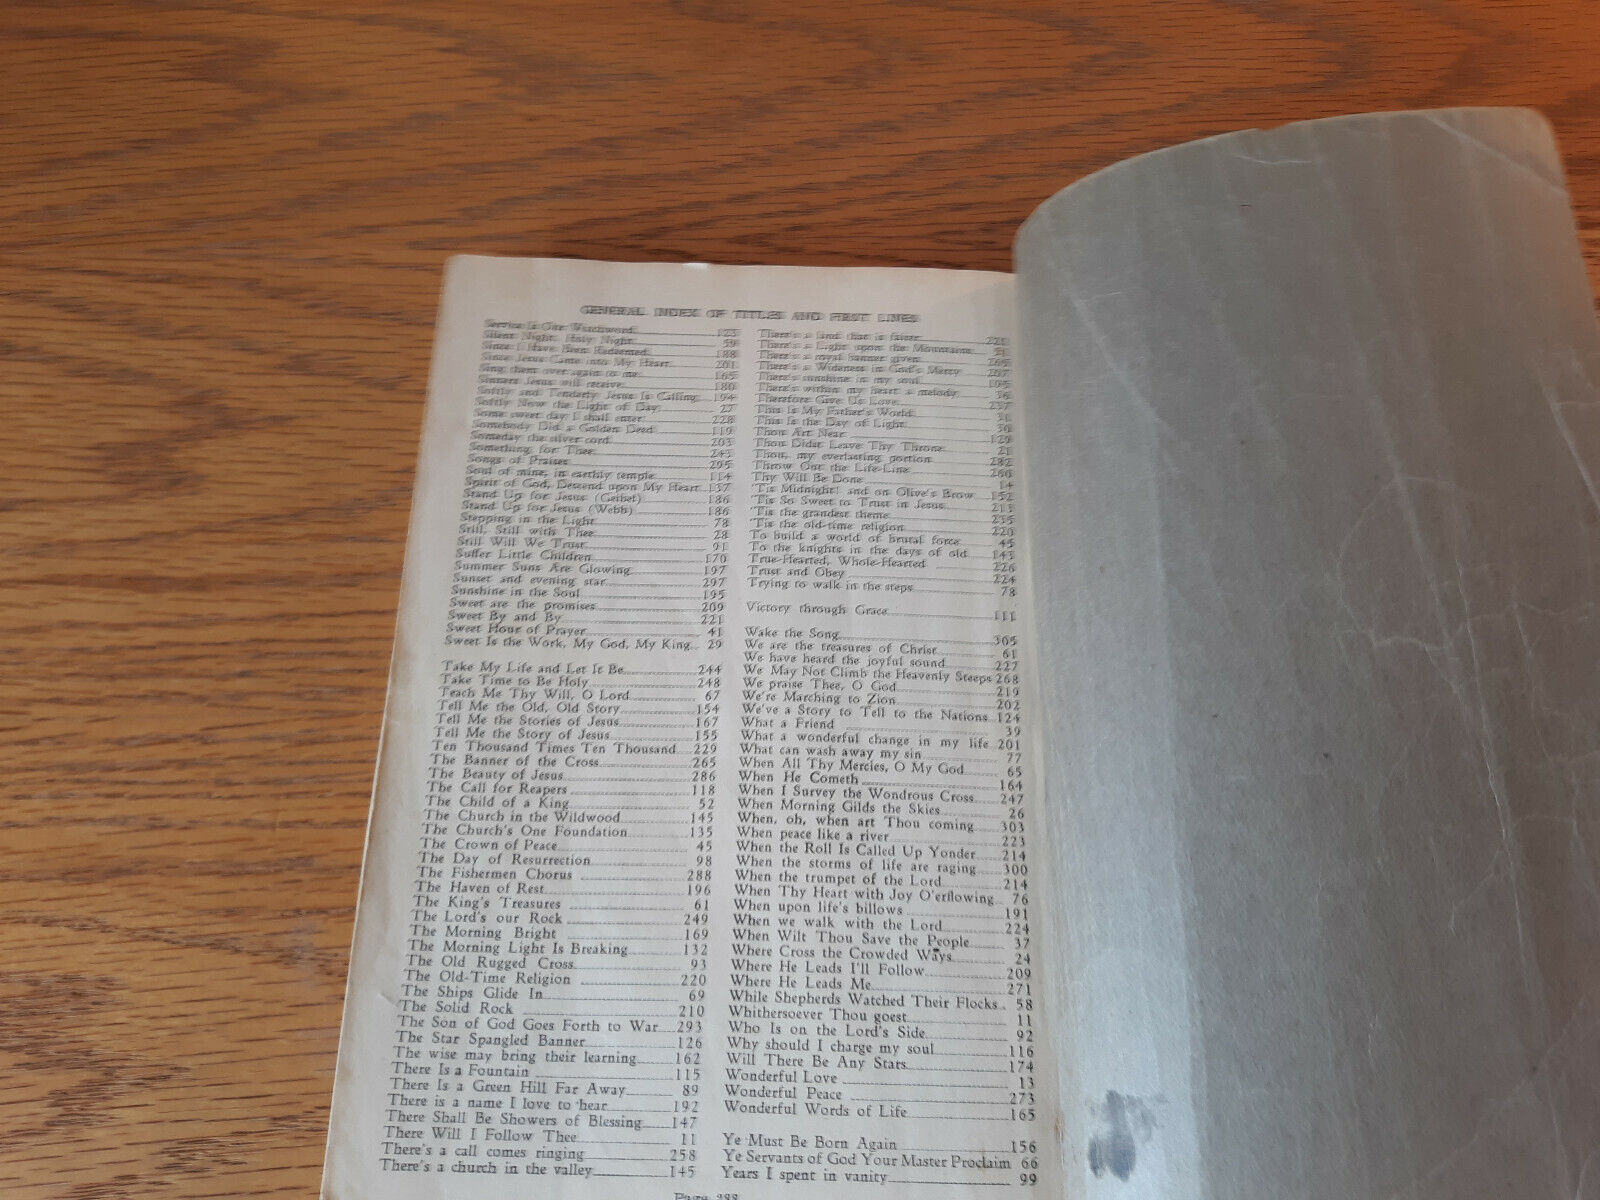 GENERAL INDEX OF TITLES AND FIRST LINES
Service Is Our Watchword 123
Silent Night, Holy Night 59
Since I Have Been Redeemed 188
Since Jesus Came into My Heart 201
Sing them over again to me 165
Sinners Jesus will receive 180
Softly and Tenderly Jesus Is Calling 194
Softly Now the Light of Day 27
Some sweet day I shall enter 228
Somebody Did a Golden Deed 119
Someday the silver cord 203
Something for Thee 243
Songs of Praises 295
Soul of mine, in earthly temple 114
Spirit of God, Descend upon My Heart 137
Stand Up for Jesus (Geibel) 186
Stand Up for Jesus (Webb) 186
Stepping in the Light 78
Still, Still with Thee 28
Still Will We Trust 91
Suffer Little Children 170
Summer Suns Are Glowing 197
Sunset and evening star 297
Sunshine in the Soul 195
Sweet are the promises 209
Sweet By and By 221
Sweet Hour of Prayer 41
Sweet Is the Work, My God, My King 29
Take My Life and Let It Be 244
Take Time to Be Holy 248
Teach Me Thy Will, O Lord 67
Tell Me the Old, Old Story 154
Tell Me the Stories of Jesus 167
Tell Me the Story of Jesus 155
Ten Thousand Times Ten Thousand 229
The Banner of the Cross 265
The Beauty of Jesus 286
The Call for Reapers 118
The Child of a King 52
The Church in the Wildwood 145
The Church's One Foundation 135
The Crown of Peace 45
The Day of Resurrection 98
The Fishermen Chorus 288
The Haven of Rest 196
The King's Treasures 61
The Lord's our Rock 249
The Morning Bright 169
The Morning Light Is Breaking 132
The Old Rugged Cross 93
The Old-Time Religion 220
The Ships Glide In 69
The Solid Rock 210
The Son of God Goes Forth to War 293
The Star Spangled Banner 126
The wise may bring their learning 162
There Is a Fountain 115
There Is a Green Hill Far Away 89
There is a name I love to hear 192
There Shall Be Showers of Blessing 147
There Will I Follow Thee 11
There's a call comes ringing 258
There's a church in the valley 145
There's a land that is fairer 221
There's a Light upon the Mountains 51
There's a royal banner given 265
There's a Wideness in God's Mercy 207
There's sunshine in my soul 195
There's within my heart a melody 36
Therefore Give Us Love 257
This Is My Father's World 31
This Is the Day of Light 30
Thou Art Near 129
Thou Didst Leave Thy Throne 21
Thou, my everlasting portion 282
Throw Out the Life-Line 260
Thy Will Be Done 14
'Tis Midnight! and on Olive's Brow 152
'Tis So Sweet to Trust in Jesus 213
'Tis the grandest theme 235
'Tis the old-time religion 220
To build a world of brutal force 45
To the knights in the days of old 143
True-Hearted, Whole-Hearted 226
Trust and Obey 224
Trying to walk in the steps 78
Victory through Grace 111
Wake the Song 305
We are the treasures of Christ 61
We have heard the joyful sound 227
We May Not Climb the Heavenly Steeps 268
We praise Thee, O God 219
We're Marching to Zion 202
We've a Story to Tell to the Nations 124
What a Friend 39
What a wonderful change in my life 201
What can wash away my sin 77
When All Thy Mercies, O My God 65
When He Cometh 164
When I Survey the Wondrous Cross 247
When Morning Gilds the Skies 26
When, oh, when art Thou coming 303
When peace like a river 223
When the Roll Is Called Up Yonder 214
When the storms of life are raging 300
When the trumpet of the Lord 214
When Thy Heart with Joy O'erflowing 76
When upon life's billows 191
When we walk with the Lord 224
When Wilt Thou Save the People 37
Where Cross the Crowded Ways 24
Where He Leads I'll Follow 209
Where He Leads Me 271
While Shepherds Watched Their Flocks 58
Whithersoever Thou goest 11
Who Is on the Lord's Side 92
Why should I charge my soul 116
Will There Be Any Stars 174
Wonderful Love 13
Wonderful Peace 273
Wonderful Words of Life 165
Ye Must Be Born Again 156
Ye Servants of God Your Master Proclaim 66
Years I spent in vanity 99
Page